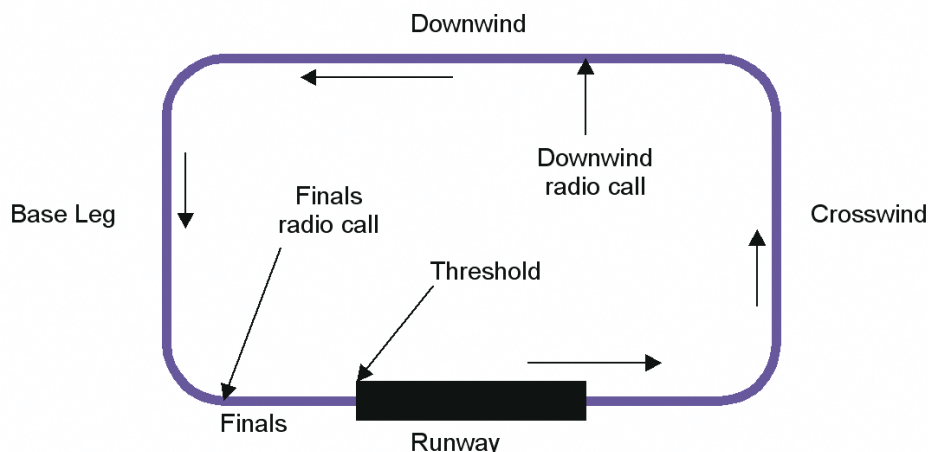 Downwind
Downwind
radio call
Finals
radio call
Base Leg
Crosswind
Threshold
Finals
Runway